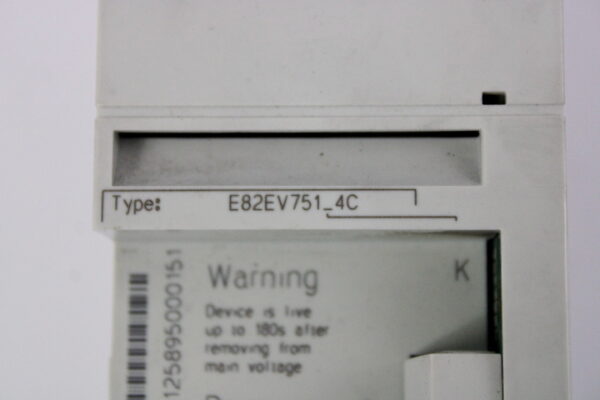 Type: E82EV751_4C
Warning
K
Device is live
up to 180s after
removing from
main voltage
125895000151